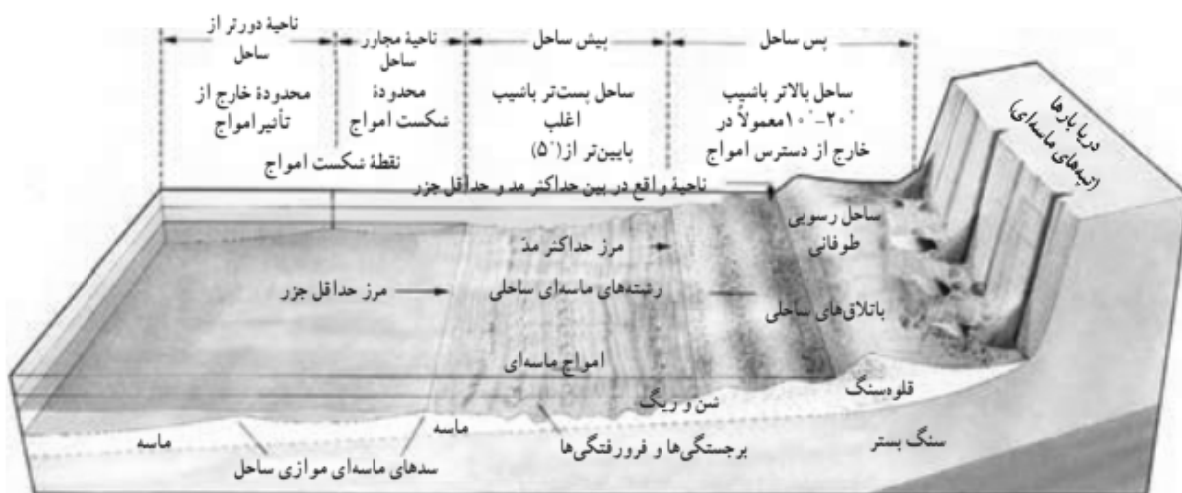 ناحیهٔ دورتر از
ساحل
ناحیهٔ مجاور
ساحل
پیش ساحل
پس ساحل
محدودهٔ خارج از
تأثیر امواج
محدودهٔ
شکست امواج
ساحل پست‌تر باشیب
اغلب
پایین‌تر از (۵°)
ساحل بالاتر باشیب
۱۰°-۲۰° معمولاً در
خارج از دسترس امواج
دریا بارها
(تپه‌های ماسه‌ای)
نقطهٔ شکست امواج
ناحیهٔ واقع در بین حداکثر مد و حداقل جزر
ساحل رسوبی
طوفانی
مرز حداکثر مدّ
مرز حداقل جزر
رشته‌های ماسه‌ای ساحلی
باتلاق‌های ساحلی
امواج ماسه‌ای
قلوه‌سنگ
شن و ریگ
ماسه
ماسه
سنگ بستر
برجستگی‌ها و فرورفتگی‌ها
سدهای ماسه‌ای موازی ساحل